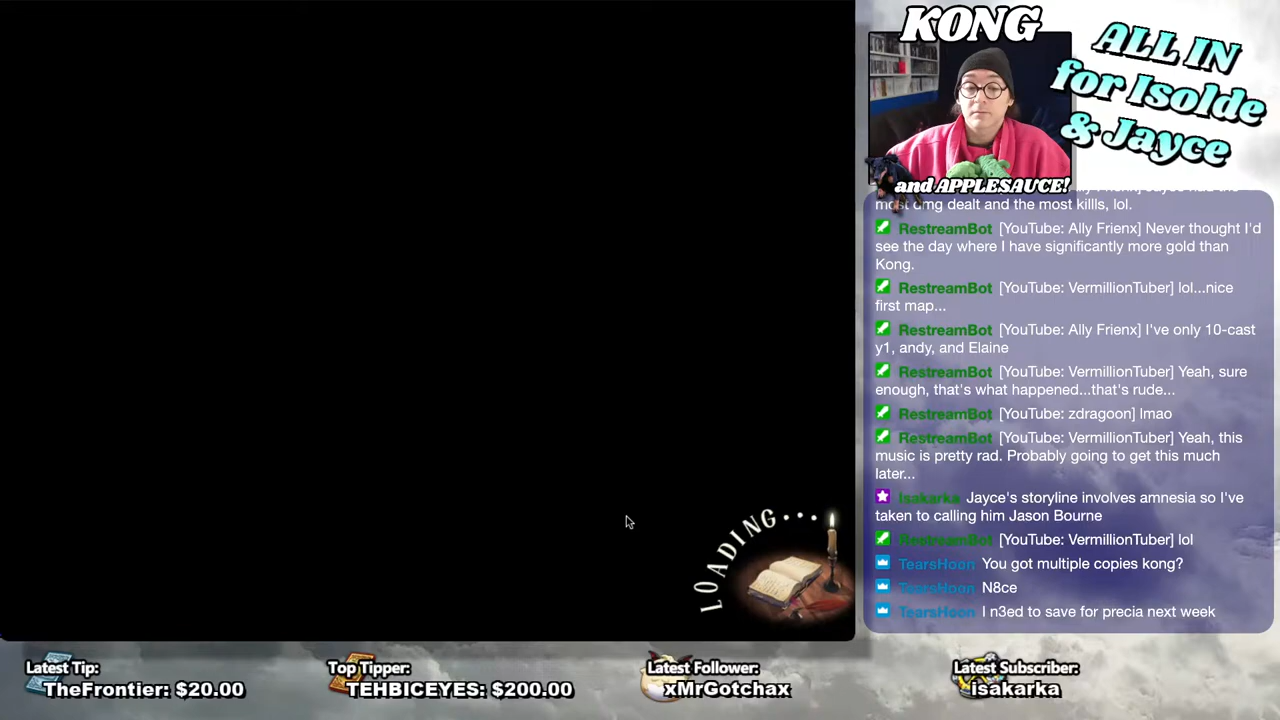 KONG
ALL IN
for Isolde
& Jayce
and APPLESAUCE!
most dmg dealt and the most killls, lol.
RestreamBot [YouTube: Ally Frienx] Never thought I'd
see the day where I have significantly more gold than
Kong.
RestreamBot [YouTube: VermillionTuber] lol...nice
first map...
RestreamBot [YouTube: Ally Frienx] I've only 10-cast
y1, andy, and Elaine
RestreamBot [YouTube: VermillionTuber] Yeah, sure
enough, that's what happened...that's rude...
RestreamBot [YouTube: zdragoon] lmao
RestreamBot [YouTube: VermillionTuber] Yeah, this
music is pretty rad. Probably going to get this much
later...
Isakarka Jayce's storyline involves amnesia so I've
taken to calling him Jason Bourne
RestreamBot [YouTube: VermillionTuber] lol
TearsHoon You got multiple copies kong?
TearsHoon N8ce
TearsHoon I n3ed to save for precia next week
LOADING...
Latest Tip:
TheFrontier: $20.00
Top Tipper:
TEHBICEYES: $200.00
Latest Follower:
xMrGotchax
Latest Subscriber:
isakarka